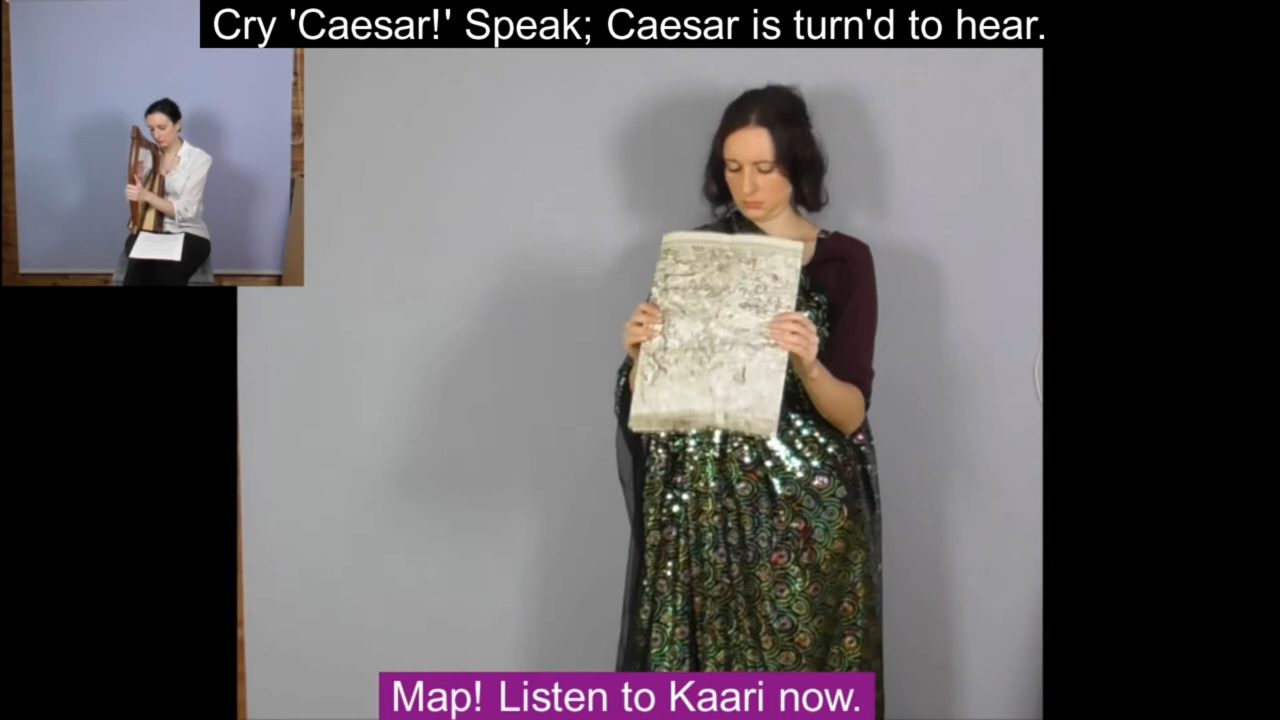 Cry 'Caesar!' Speak; Caesar is turn'd to hear.
Map! Listen to Kaari now.